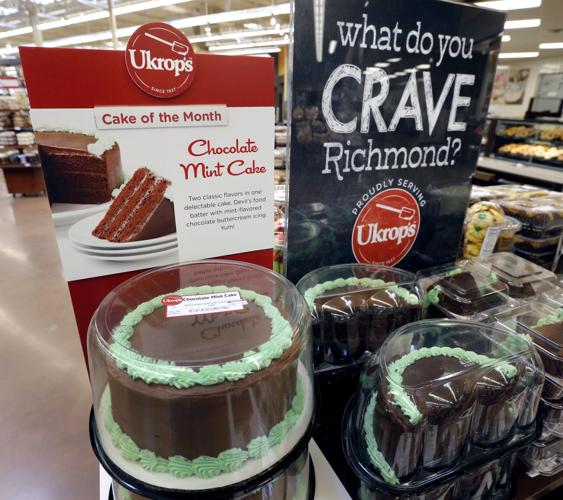 Ukrop's
SINCE 1937
Cake of the Month
Chocolate
Mint Cake
Two classic flavors in one
delectable cake. Devil's food
batter with mint-flavored
chocolate buttercream icing.
Yum!
what do you
CRAVE
Richmond?
PROUDLY SERVING
Ukrop's
Ukrop's Chocolate Mint Cake